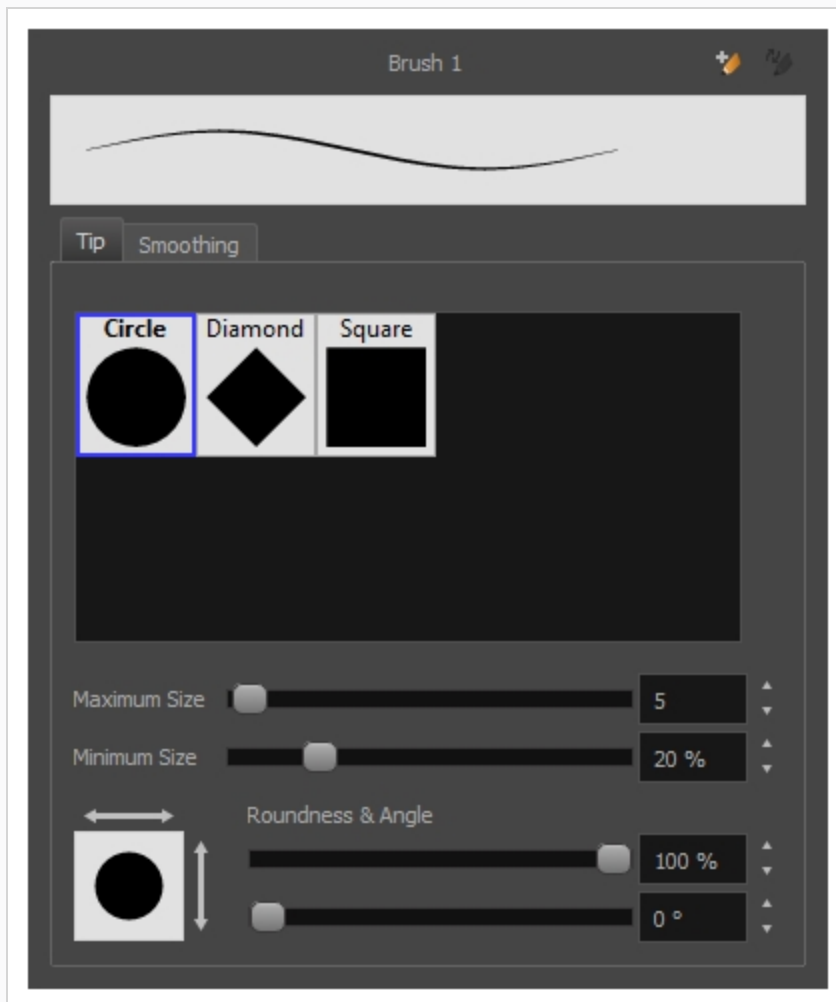 Brush 1
Tip Smoothing
Circle Diamond Square
Maximum Size 5
Minimum Size 20 %
Roundness & Angle
100 %
0 °